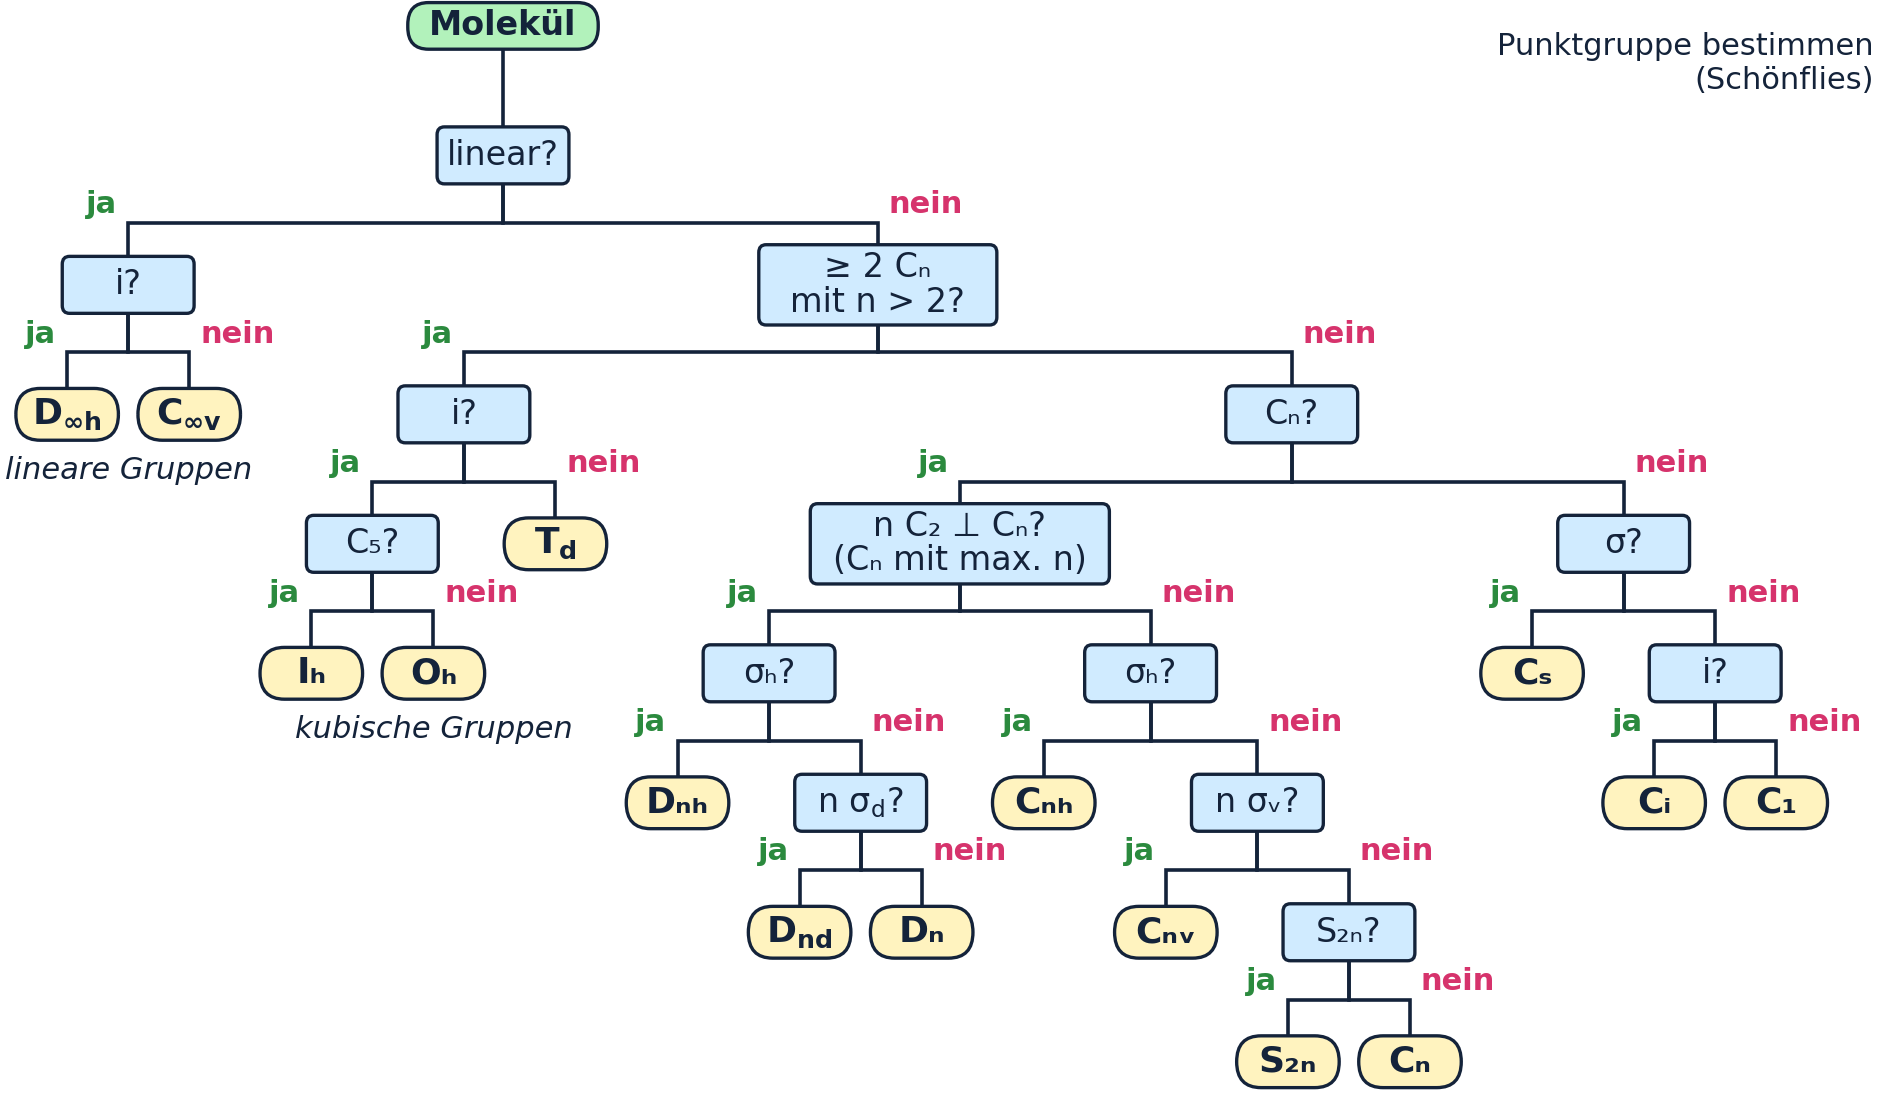 Molekül
Punktgruppe bestimmen
(Schönflies)
linear?
ja
nein
i?
≥ 2 Cₙ
mit n > 2?
ja
nein
ja
nein
D∞h
C∞v
i?
Cₙ?
lineare Gruppen
ja
nein
ja
nein
C₅?
T_d
n C₂ ⊥ Cₙ?
(Cₙ mit max. n)
σ?
ja
nein
ja
nein
ja
nein
Iₕ
Oₕ
σₕ?
σₕ?
Cₛ
i?
kubische Gruppen
ja
nein
ja
nein
ja
nein
Dₙₕ
n σ_d?
Cₙₕ
n σᵥ?
Cᵢ
C₁
ja
nein
ja
nein
D_nd
Dₙ
Cₙᵥ
S₂ₙ?
ja
nein
S₂ₙ
Cₙ